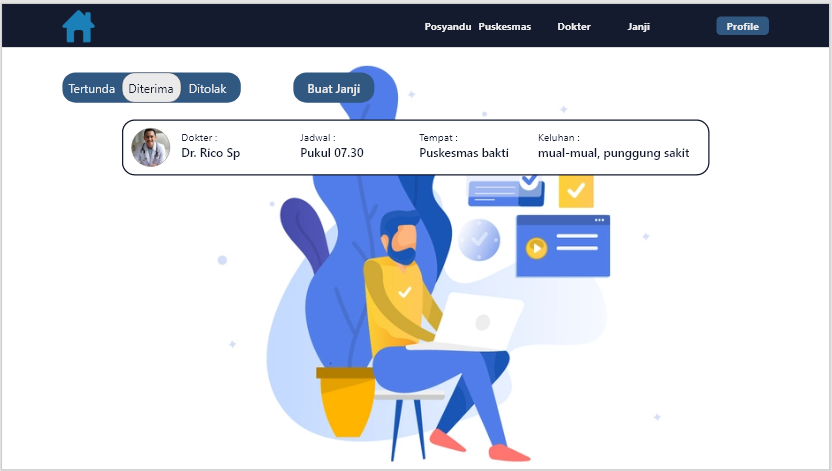 Posyandu Puskesmas Dokter Janji Profile
Tertunda Diterima Ditolak Buat Janji
Dokter : Jadwal : Tempat : Keluhan :
Dr. Rico Sp Pukul 07.30 Puskesmas bakti mual-mual, punggung sakit